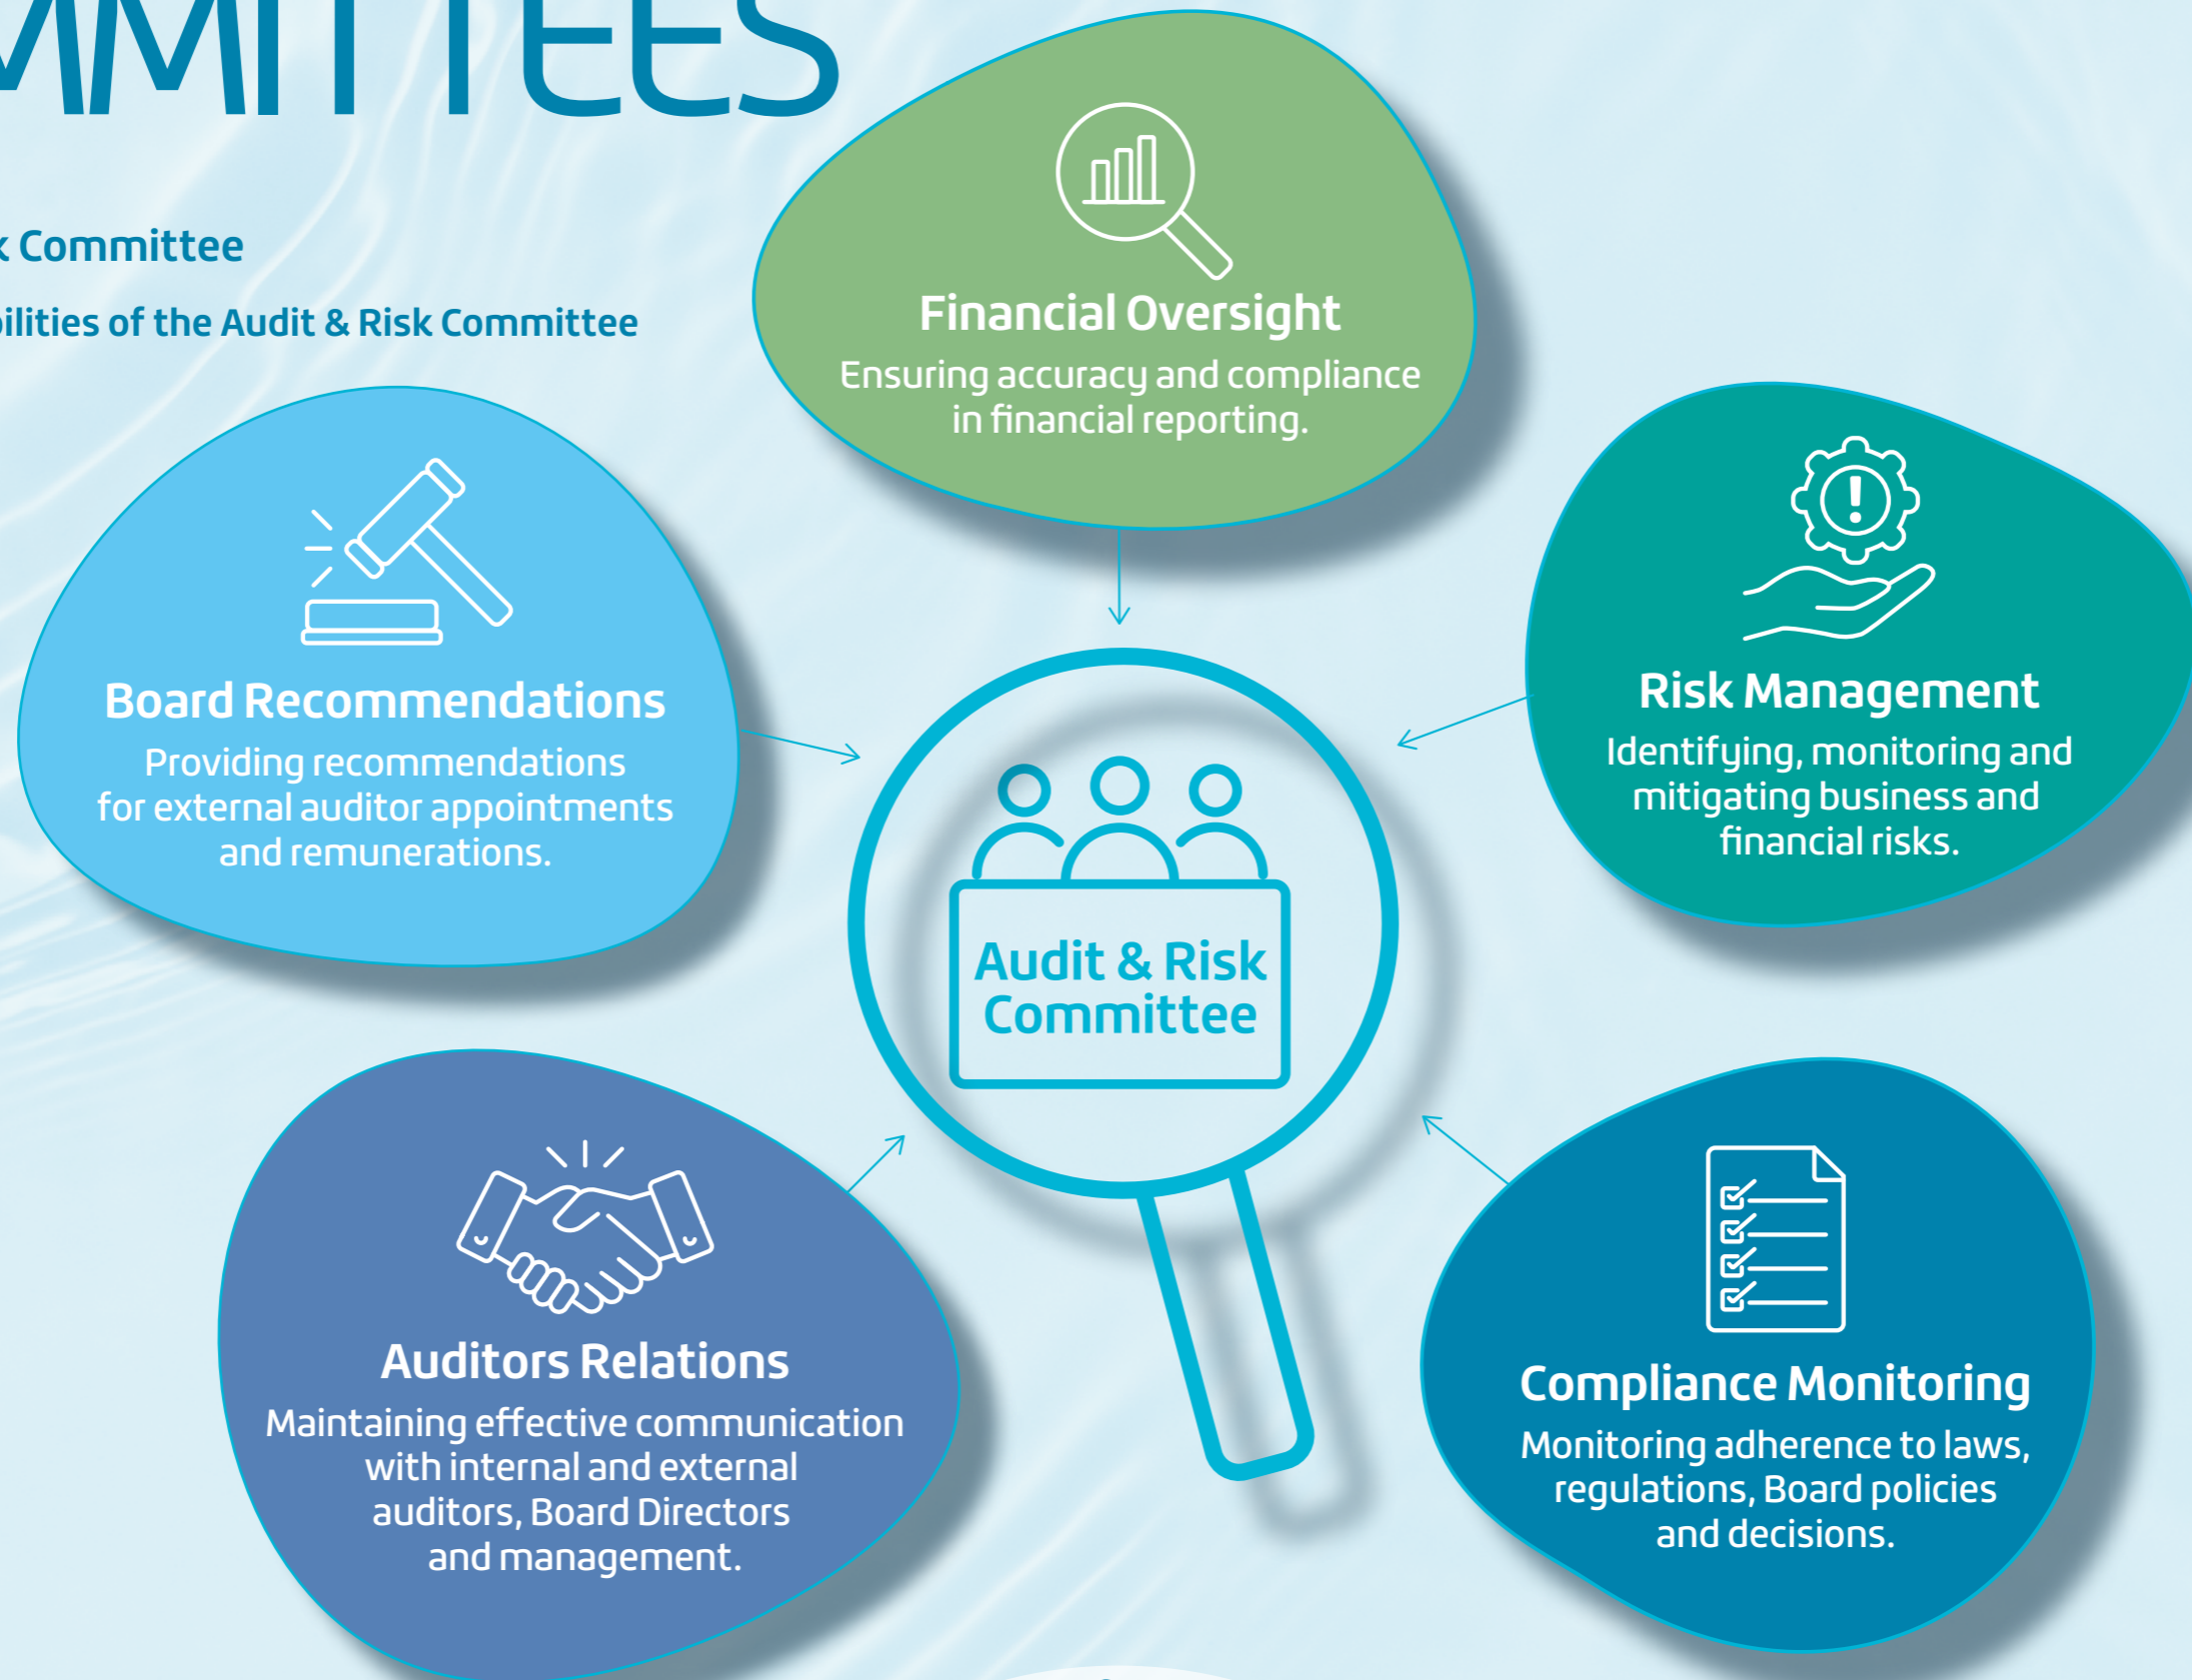 MMITTEES
k Committee
ilities of the Audit & Risk Committee
Financial Oversight
Ensuring accuracy and compliance
in financial reporting.
Board Recommendations
Providing recommendations
for external auditor appointments
and remunerations.
Risk Management
Identifying, monitoring and
mitigating business and
financial risks.
Audit & Risk
Committee
Auditors Relations
Maintaining effective communication
with internal and external
auditors, Board Directors
and management.
Compliance Monitoring
Monitoring adherence to laws,
regulations, Board policies
and decisions.